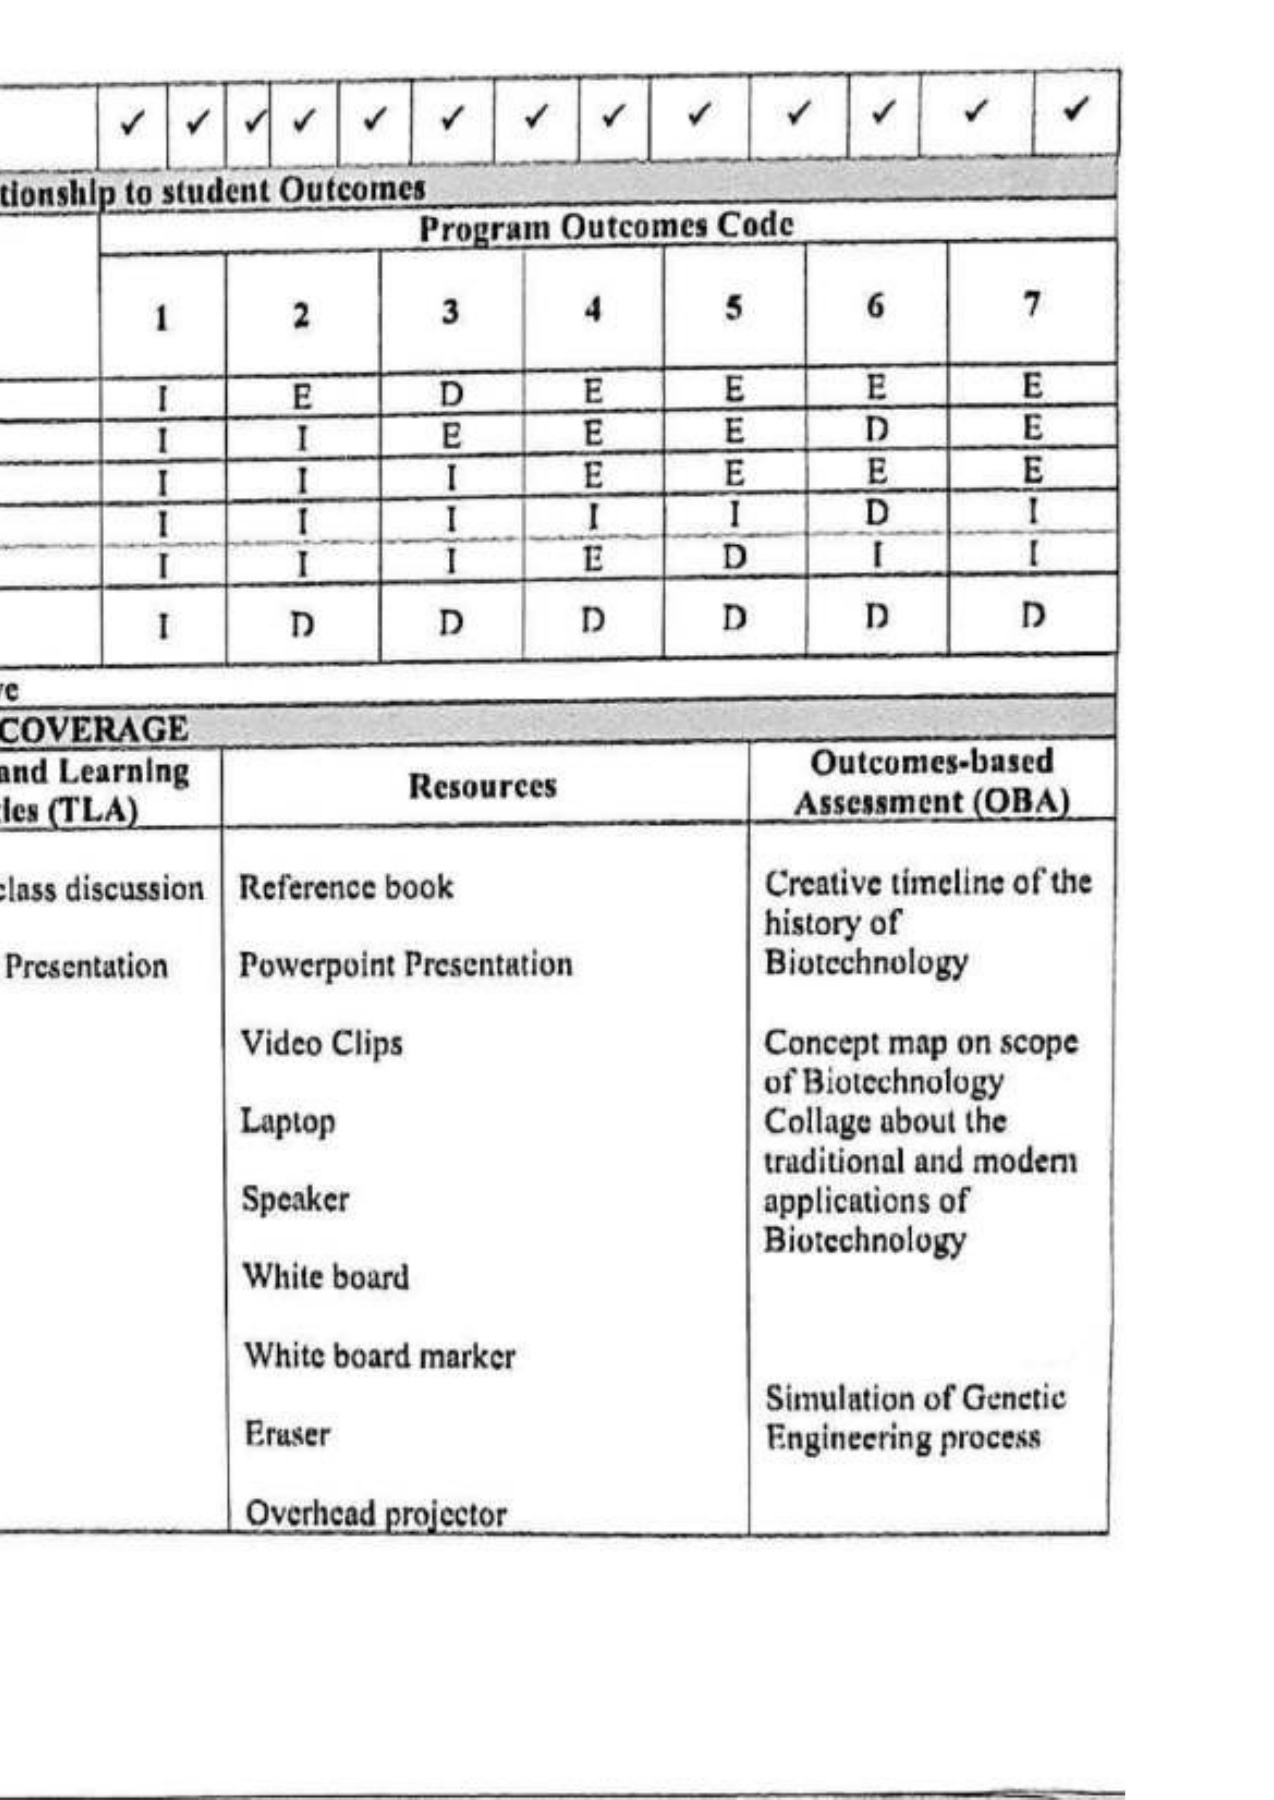 ✓ ✓ ✓ ✓ ✓ ✓ ✓ ✓ ✓ ✓ ✓ ✓ ✓
tionship to student Outcomes
Program Outcomes Code
1 2 3 4 5 6 7
I E D E E E E
I I E E E D E
I I I E E E E
I I I I I D I
I I I E D I I
I D D D D D D
COVERAGE
and Learning
ies (TLA)
Resources
Outcomes-based
Assessment (OBA)
class discussion
Presentation
Reference book
Powerpoint Presentation
Video Clips
Laptop
Speaker
White board
White board marker
Eraser
Overhead projector
Creative timeline of the
history of
Biotechnology
Concept map on scope
of Biotechnology
Collage about the
traditional and modern
applications of
Biotechnology
Simulation of Genetic
Engineering process